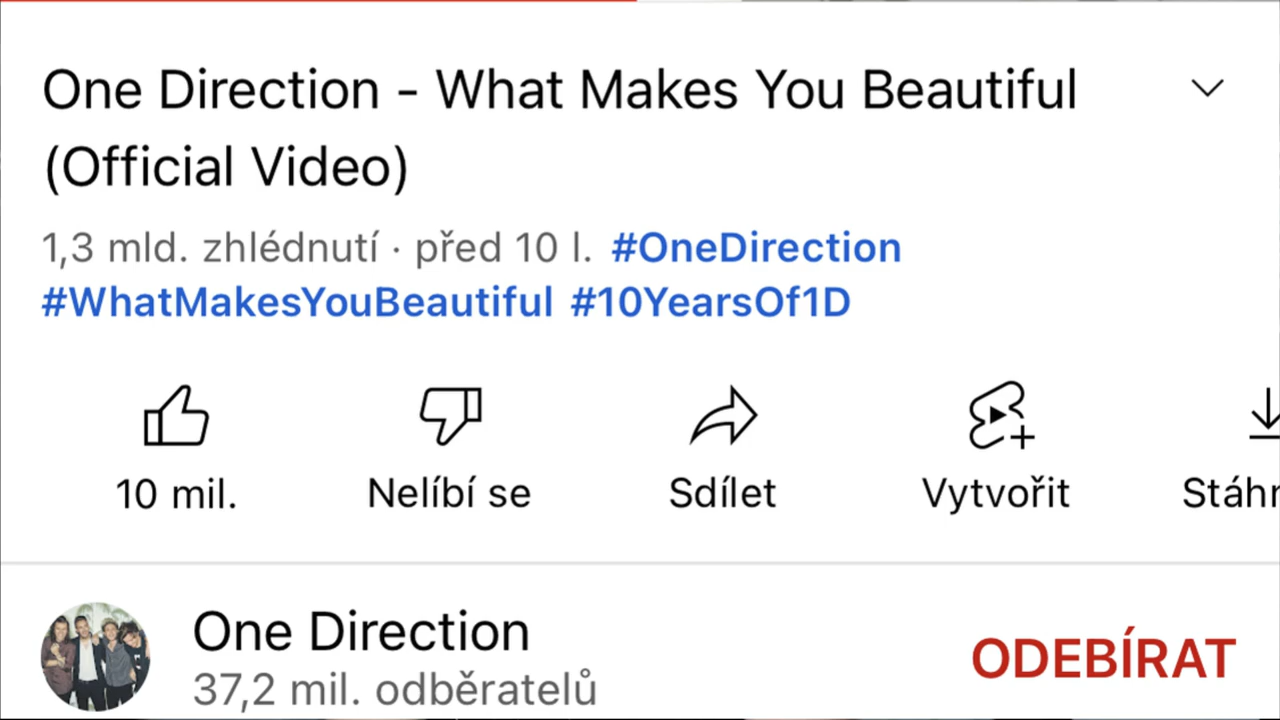 One Direction - What Makes You Beautiful
(Official Video)
1,3 mld. zhlédnutí · před 10 l. #OneDirection
#WhatMakesYouBeautiful #10YearsOf1D
10 mil. Nelíbí se Sdílet Vytvořit
One Direction
37,2 mil. odběratelů
ODEBÍRAT